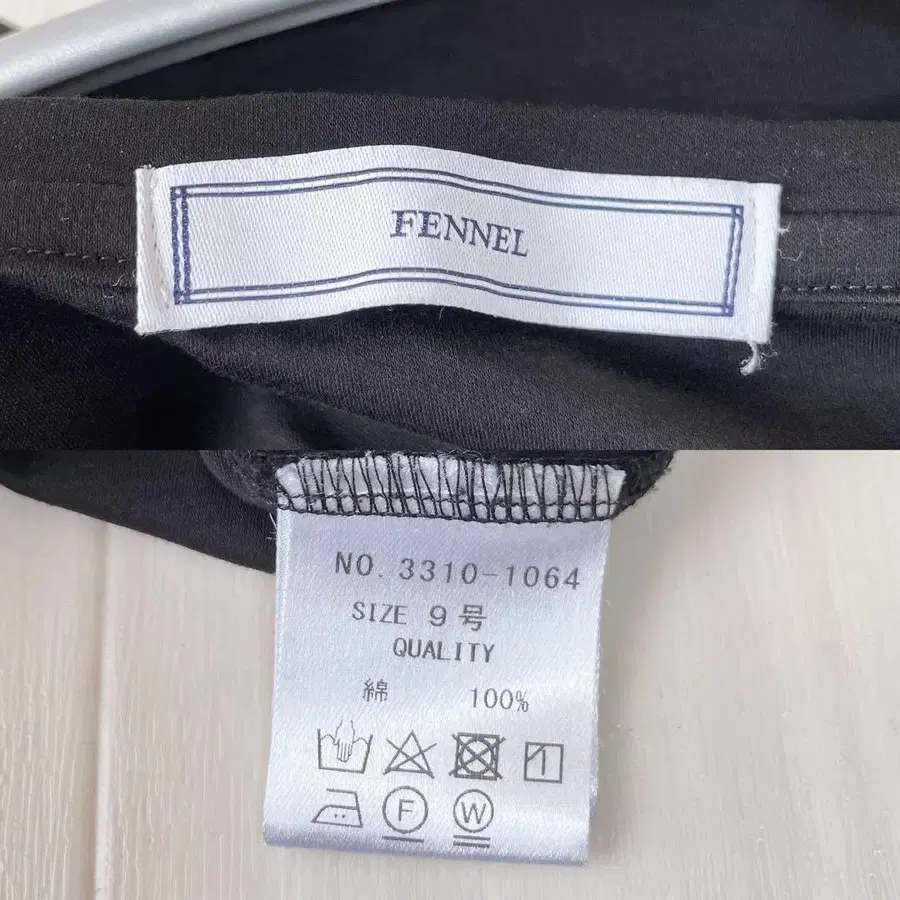 FENNEL
NO. 3310-1064
SIZE 9号
QUALITY
綿 100%
F W